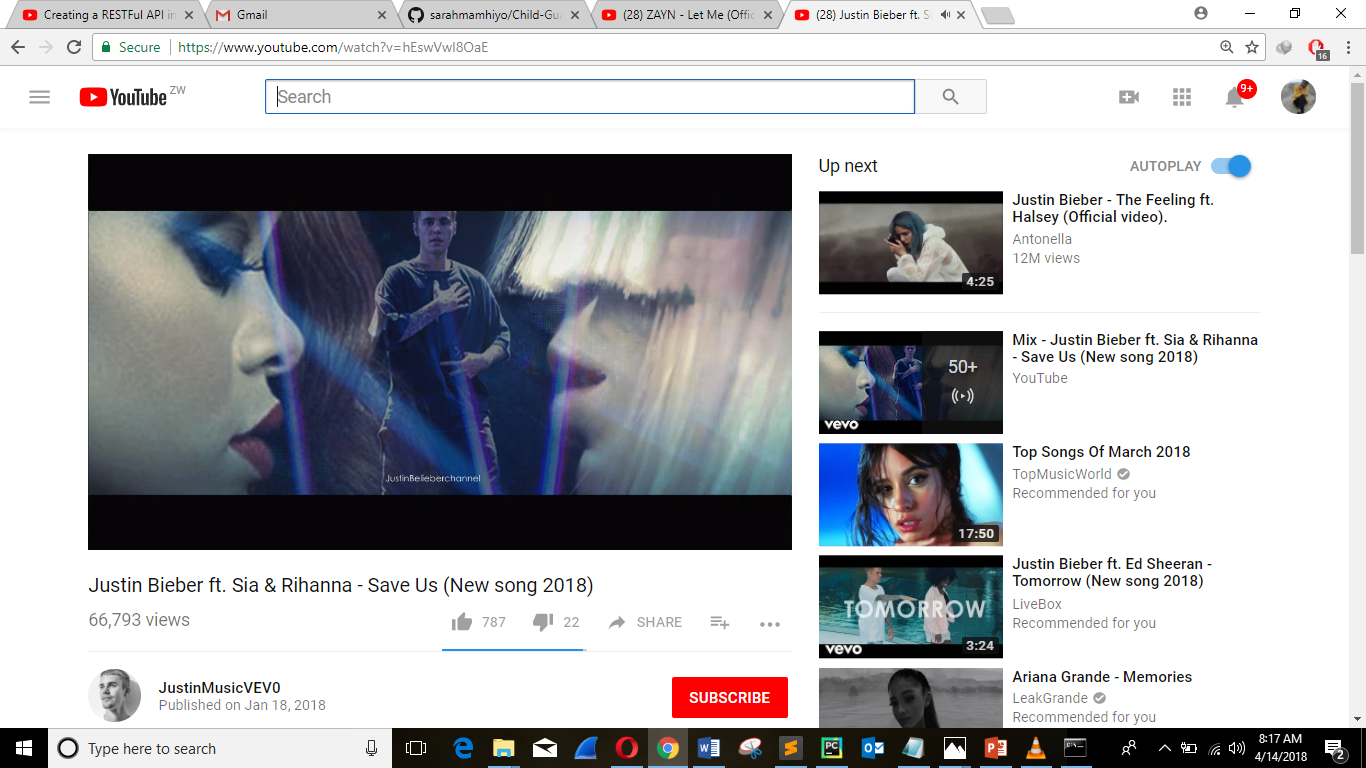 Creating a RESTFul API in
Gmail
sarahmamhiyo/Child-Gua
(28) ZAYN - Let Me (Offic
(28) Justin Bieber ft. S
Secure
https://www.youtube.com/watch?v=hEswVwI8OaE
16
YouTube ZW
Search
9+
JustinBelieberchannel
Justin Bieber ft. Sia & Rihanna - Save Us (New song 2018)
66,793 views
787
22
SHARE
JustinMusicVEV0
Published on Jan 18, 2018
SUBSCRIBE
Up next
AUTOPLAY
4:25
Justin Bieber - The Feeling ft.
Halsey (Official video).
Antonella
12M views
50+
vevo
Mix - Justin Bieber ft. Sia & Rihanna
- Save Us (New song 2018)
YouTube
17:50
Top Songs Of March 2018
TopMusicWorld
Recommended for you
TOMORROW
vevo
3:24
Justin Bieber ft. Ed Sheeran -
Tomorrow (New song 2018)
LiveBox
Recommended for you
Ariana Grande - Memories
LeakGrande
Recommended for you
Type here to search
8:17 AM
4/14/2018
2